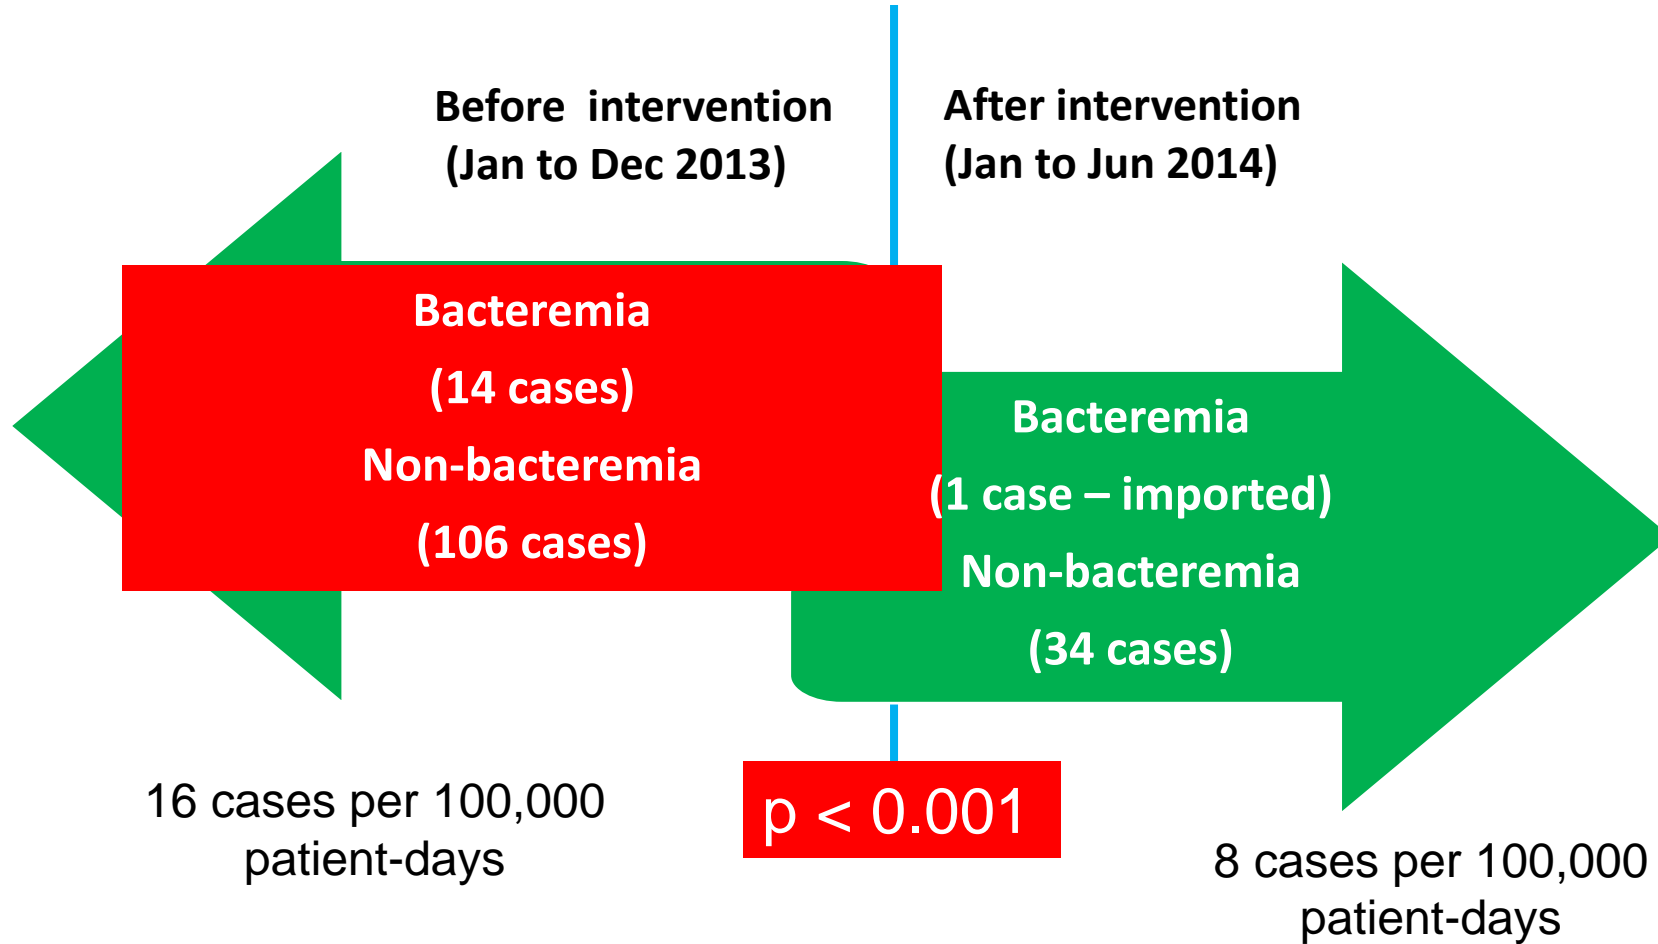 Before intervention
(Jan to Dec 2013)
After intervention
(Jan to Jun 2014)
Bacteremia
(14 cases)
Non-bacteremia
(106 cases)
Bacteremia
(1 case – imported)
Non-bacteremia
(34 cases)
16 cases per 100,000
patient-days
p < 0.001
8 cases per 100,000
patient-days